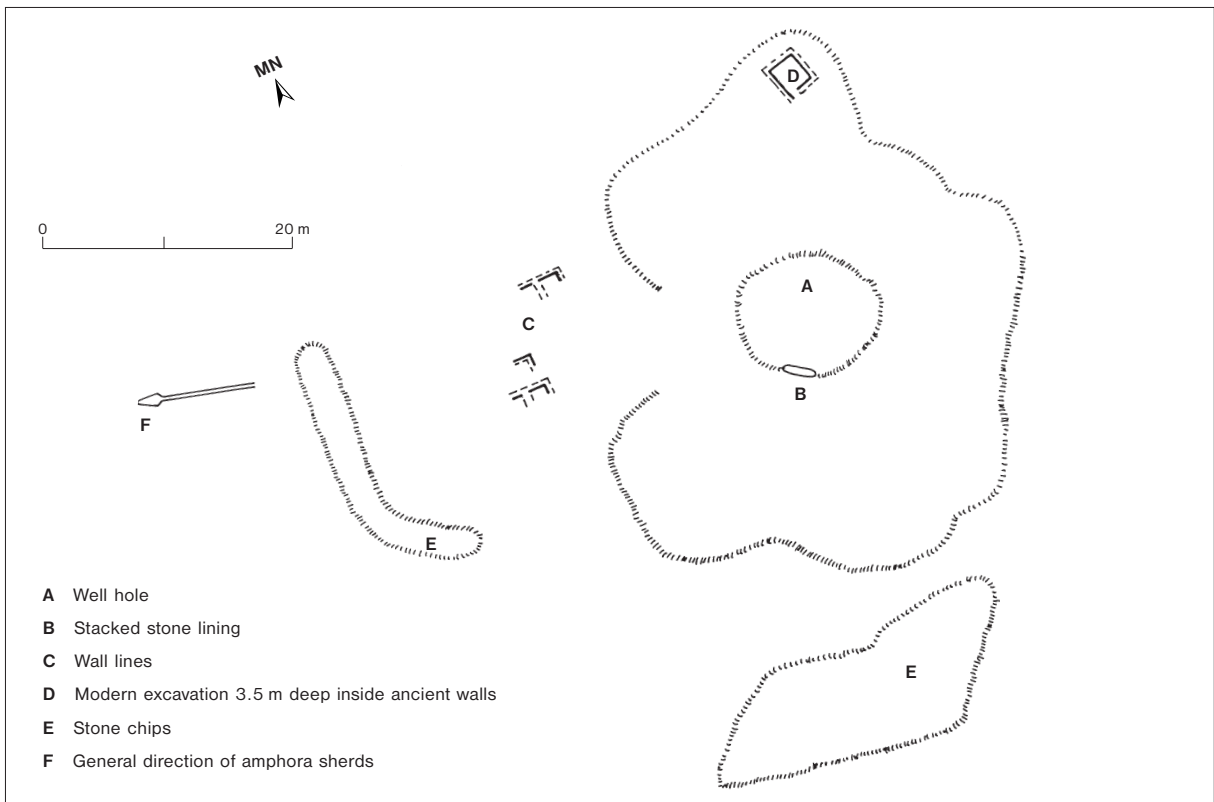 MN
D
0 20 m
A
C
B
F
E
E
A Well hole
B Stacked stone lining
C Wall lines
D Modern excavation 3.5 m deep inside ancient walls
E Stone chips
F General direction of amphora sherds